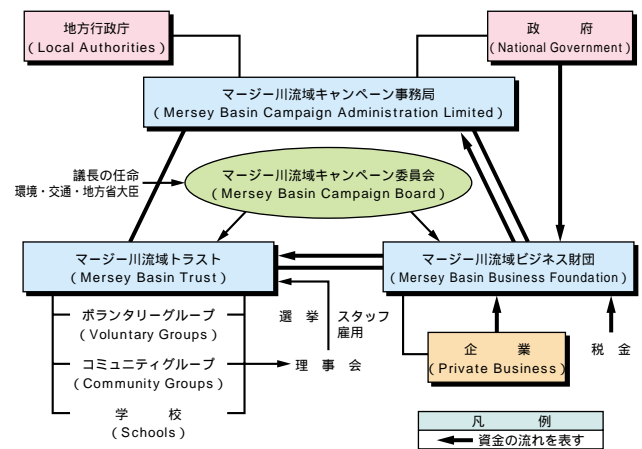 地方行政庁
(Local Authorities)
政 府
(National Government)
マージー川流域キャンペーン事務局
(Mersey Basin Campaign Administration Limited)
議長の任命
環境・交通・地方省大臣
マージー川流域キャンペーン委員会
(Mersey Basin Campaign Board)
マージー川流域トラスト
(Mersey Basin Trust)
マージー川流域ビジネス財団
(Mersey Basin Business Foundation)
ボランタリーグループ
(Voluntary Groups)
選 挙
スタッフ
雇用
コミュニティグループ
(Community Groups)
理 事 会
企 業
(Private Business)
税 金
学 校
(Schools)
凡 例
資金の流れを表す